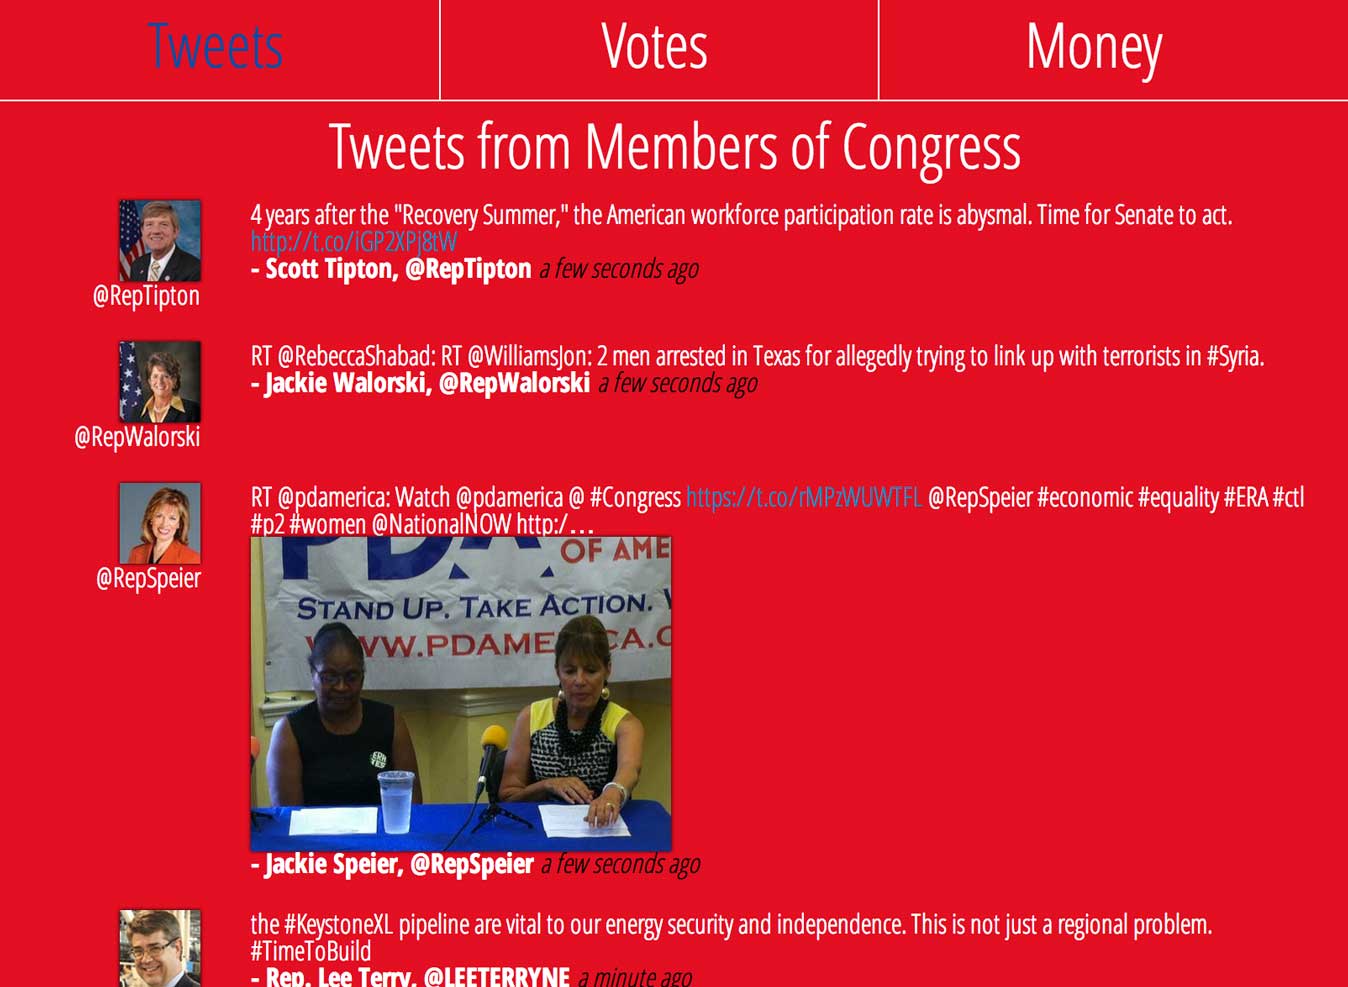 Tweets
Votes
Money
Tweets from Members of Congress
4 years after the "Recovery Summer," the American workforce participation rate is abysmal. Time for Senate to act.
http://t.co/iGP2XPj8tW
- Scott Tipton, @RepTipton a few seconds ago
@RepTipton
RT @RebeccaShabad: RT @WilliamsJon: 2 men arrested in Texas for allegedly trying to link up with terrorists in #Syria.
- Jackie Walorski, @RepWalorski a few seconds ago
@RepWalorski
RT @pdamerica: Watch @pdamerica @ #Congress https://t.co/rMPzWUWTFL @RepSpeier #economic #equality #ERA #ctl
#p2 #women @NationalNOW http:/…
@RepSpeier
PDA
OF AME
STAND UP. TAKE ACTION.
WWW.PDAME ICA.C
ERA
YES
- Jackie Speier, @RepSpeier a few seconds ago
the #KeystoneXL pipeline are vital to our energy security and independence. This is not just a regional problem.
#TimeToBuild
- Rep. Lee Terry, @LEETERRYNE a minute ago